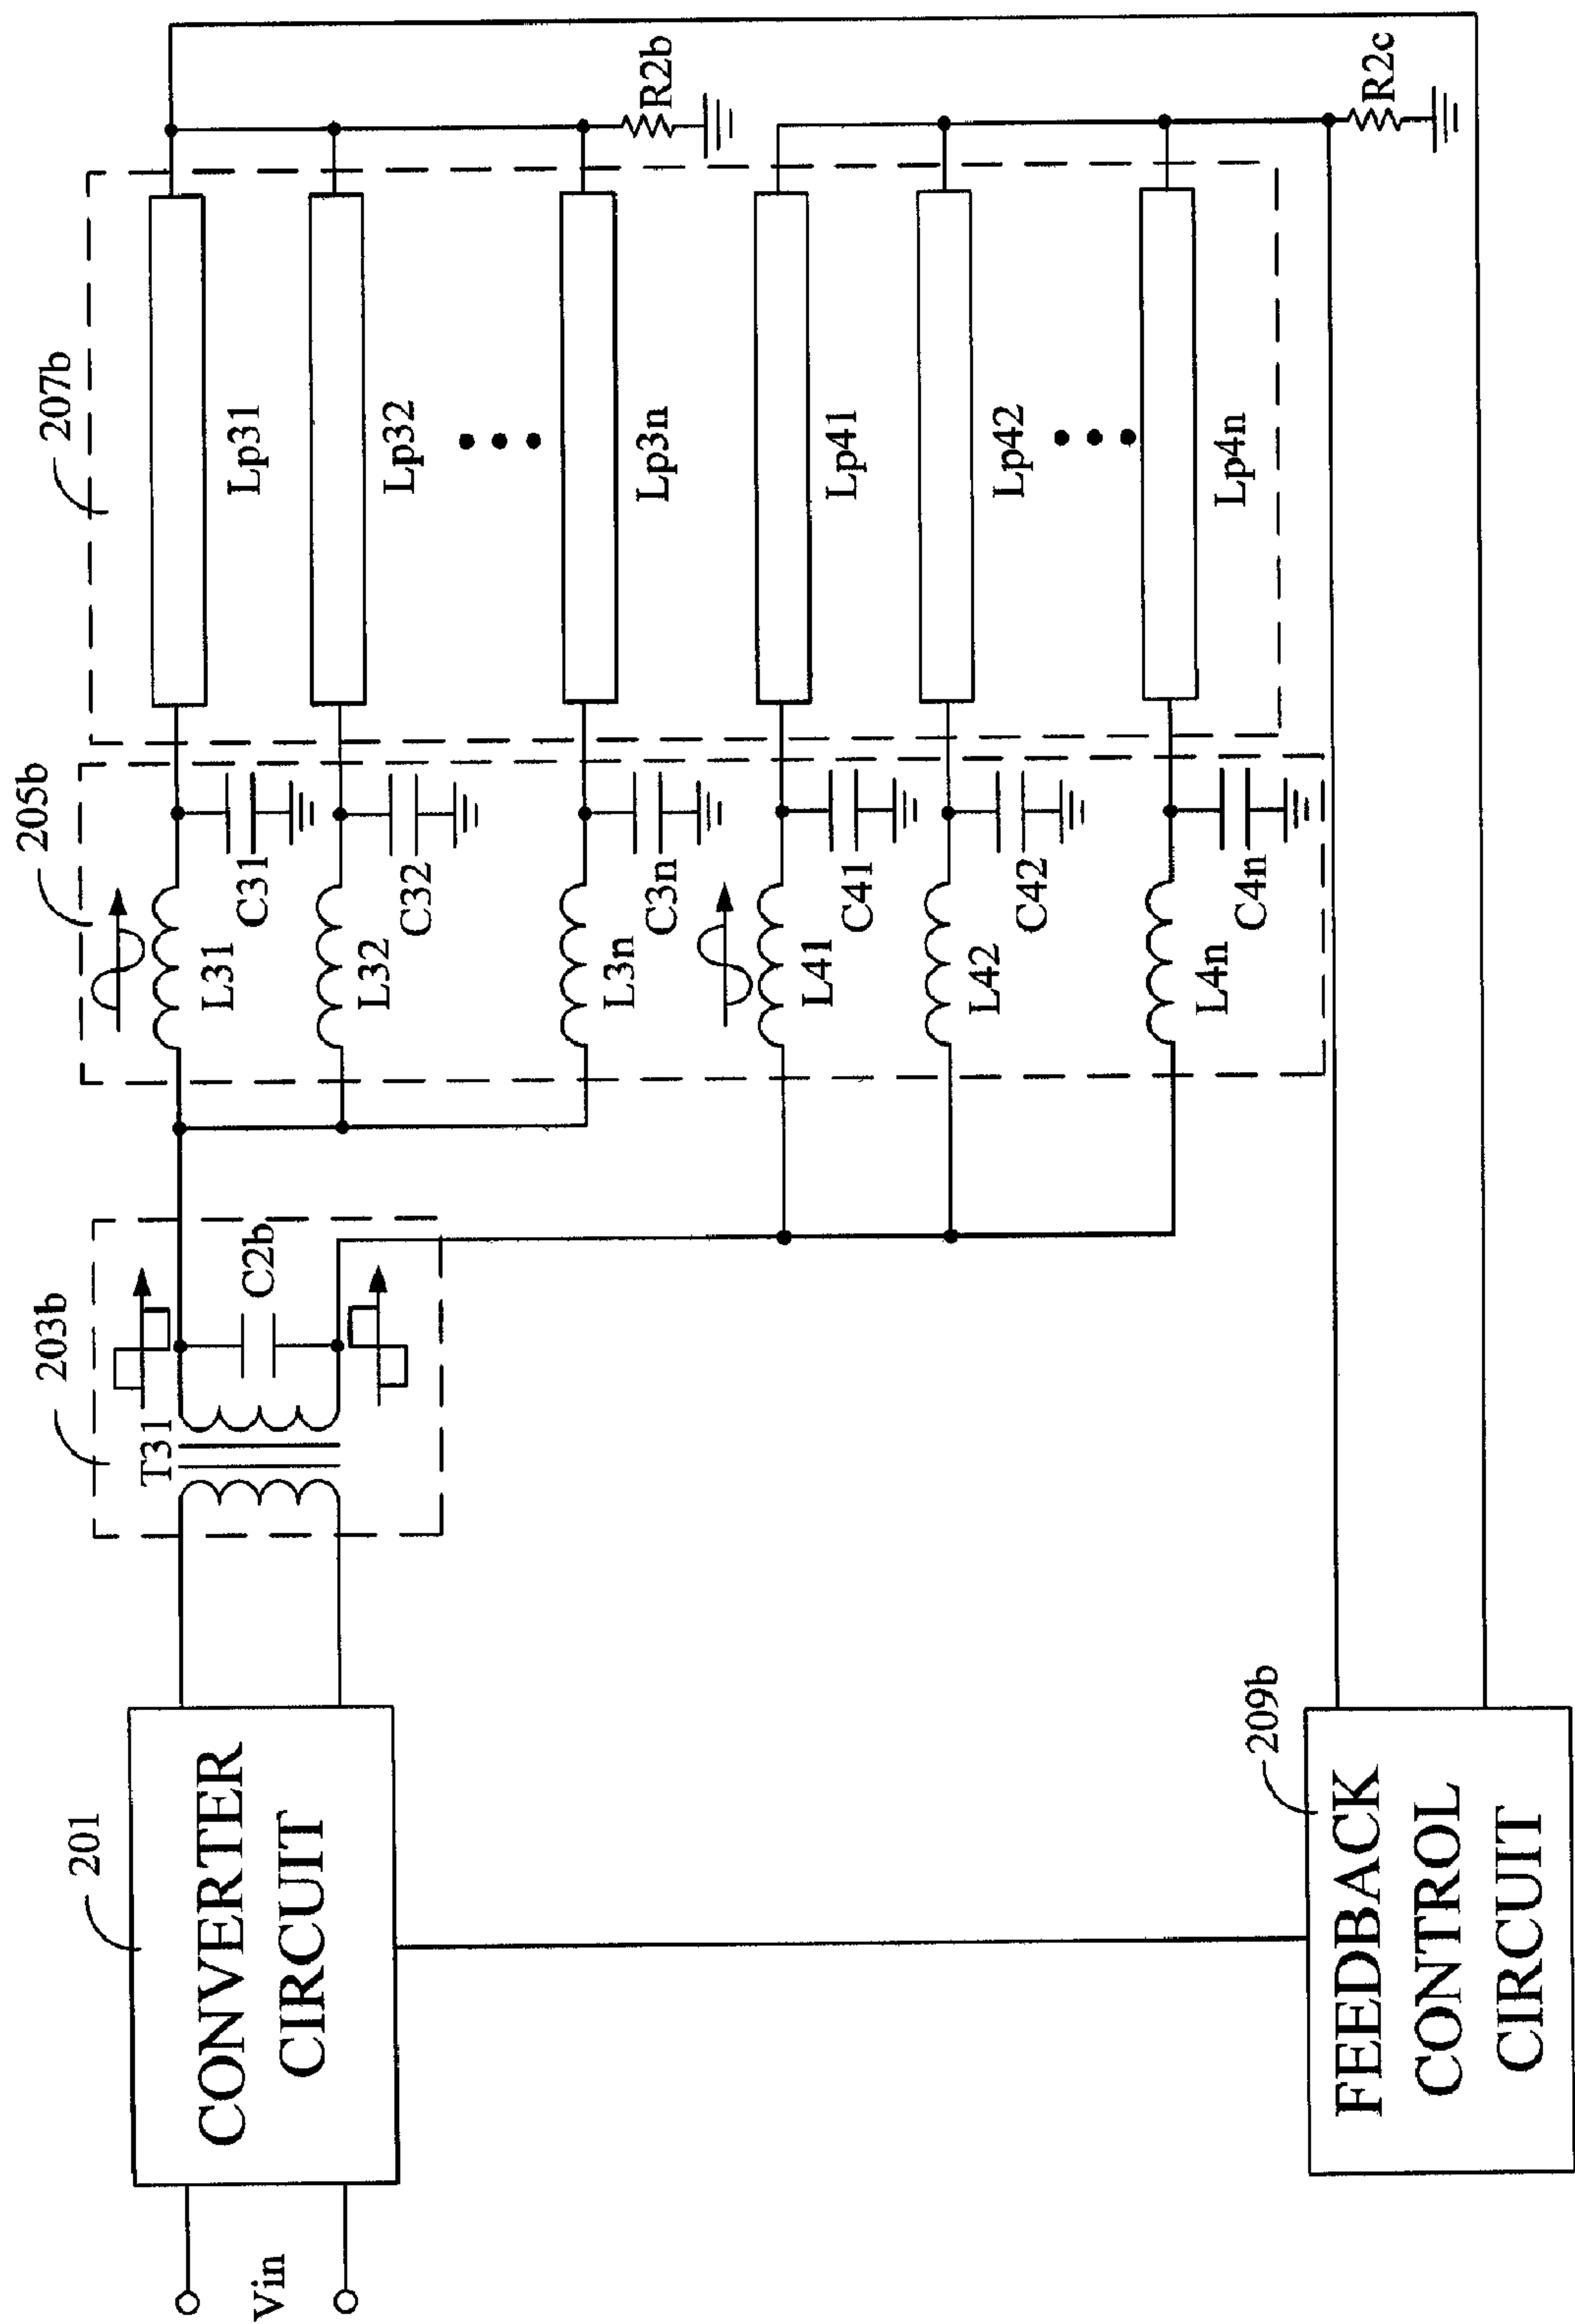 Vin
201
CONVERTER
CIRCUIT
203b
T31
C2b
205b
L31
C31
L32
C32
L3n
C3n
L41
C41
L42
C42
L4n
C4n
207b
Lp31
Lp32
Lp3n
Lp41
Lp42
Lp4n
R2b
R2c
209b
FEEDBACK
CONTROL
CIRCUIT